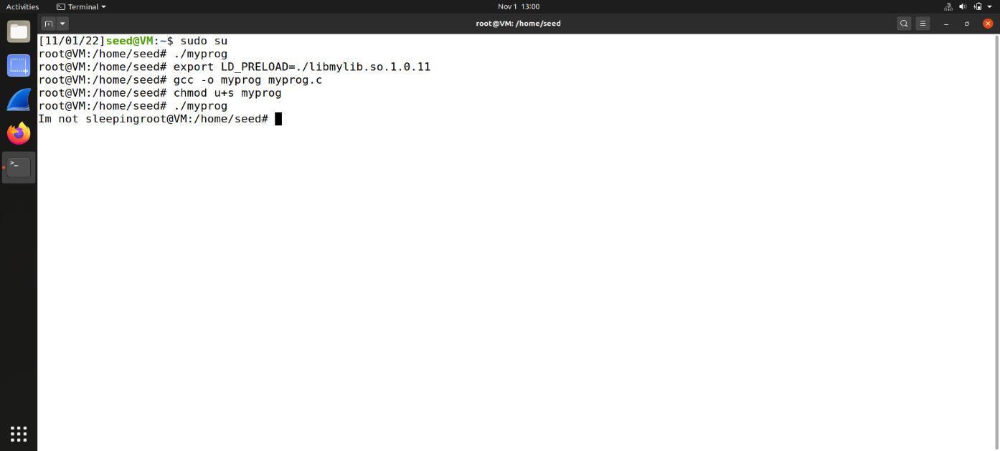 Activities
Terminal
Nov 1 13:00
root@VM: /home/seed
[11/01/22]seed@VM:~$ sudo su
root@VM:/home/seed# ./myprog
root@VM:/home/seed# export LD_PRELOAD=./libmylib.so.1.0.11
root@VM:/home/seed# gcc -o myprog myprog.c
root@VM:/home/seed# chmod u+s myprog
root@VM:/home/seed# ./myprog
Im not sleepingroot@VM:/home/seed#